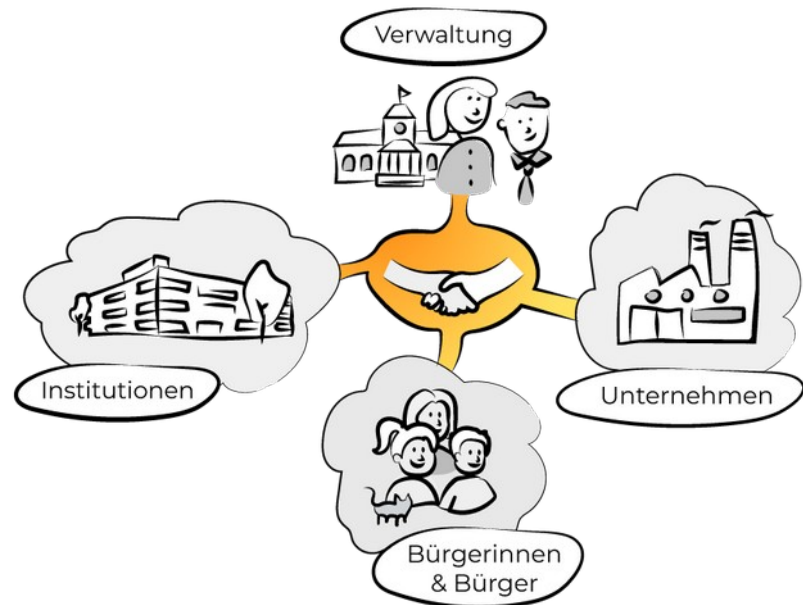 Verwaltung
Institutionen
Unternehmen
Bürgerinnen
& Bürger